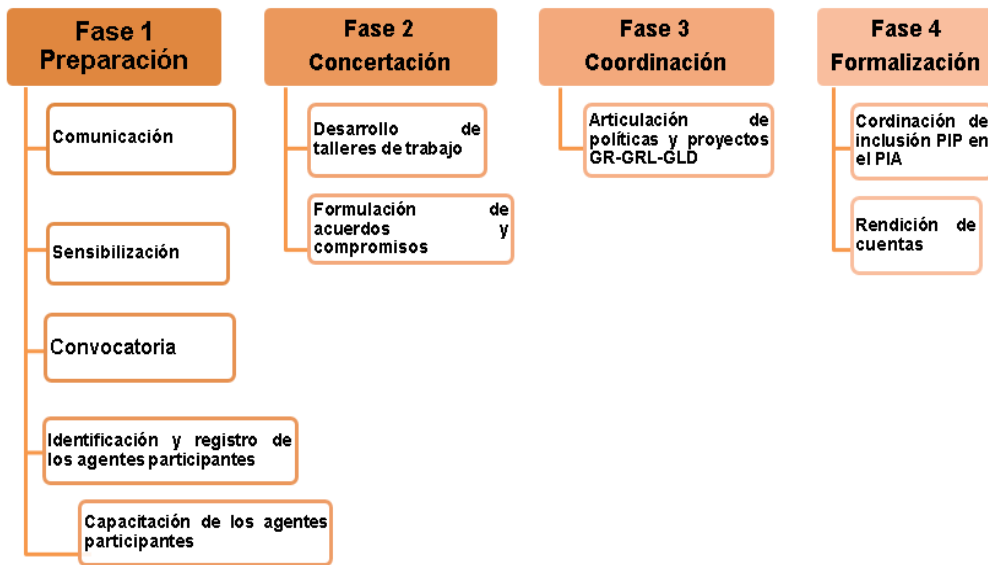 Fase 1
Preparación
Comunicación
Sensibilización
Convocatoria
Identificación y registro de
los agentes participantes
Capacitación de los agentes
participantes
Fase 2
Concertación
Desarrollo de
talleres de trabajo
Formulación de
acuerdos y
compromisos
Fase 3
Coordinación
Articulación de
políticas y proyectos
GR-GRL-GLD
Fase 4
Formalización
Cordinación de
inclusión PIP en
el PIA
Rendición de
cuentas